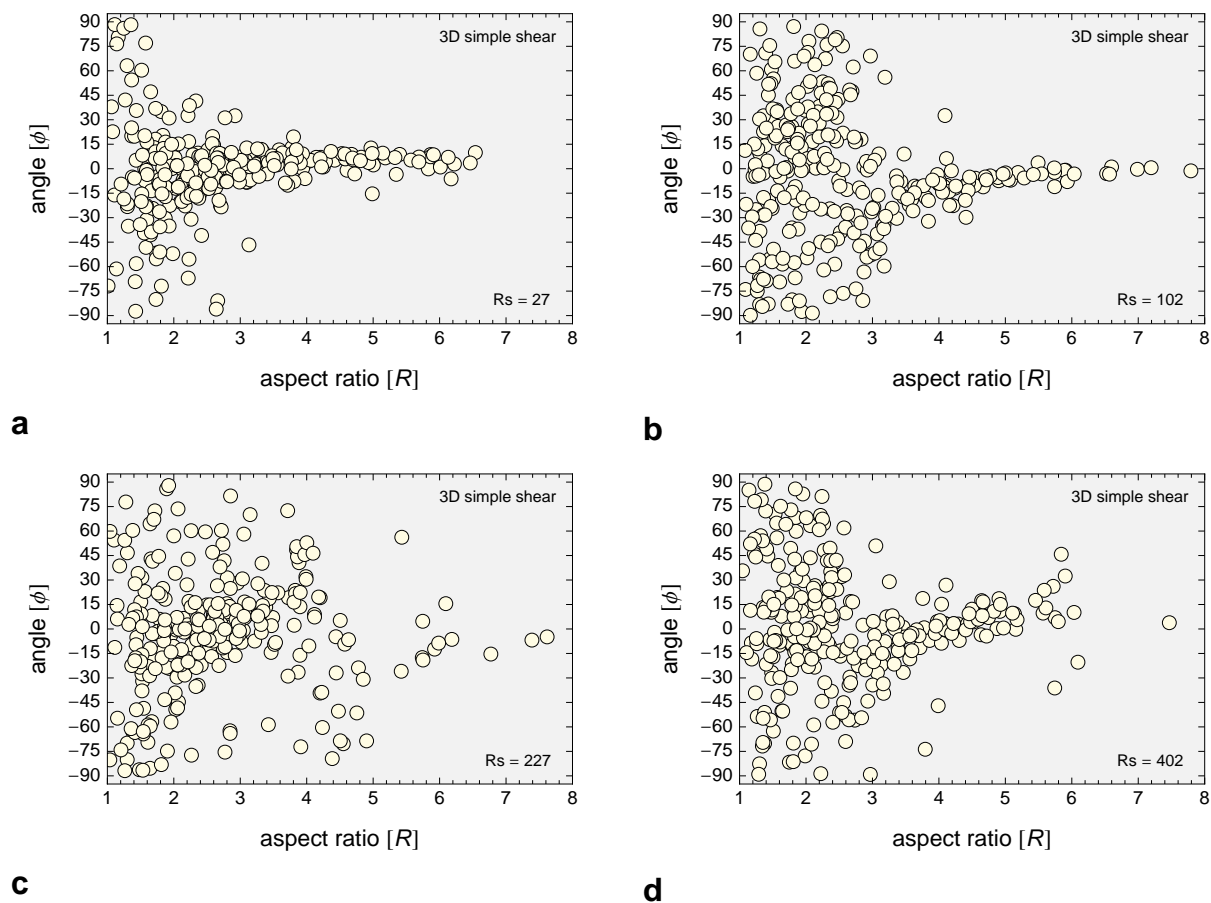 3D simple shear
90
75
60
45
30
15
0
−15
−30
−45
−60
−75
−90
angle [ϕ]
Rs = 27
1 2 3 4 5 6 7 8
aspect ratio [R]
a
3D simple shear
90
75
60
45
30
15
0
−15
−30
−45
−60
−75
−90
angle [ϕ]
Rs = 102
1 2 3 4 5 6 7 8
aspect ratio [R]
b
3D simple shear
90
75
60
45
30
15
0
−15
−30
−45
−60
−75
−90
angle [ϕ]
Rs = 227
1 2 3 4 5 6 7 8
aspect ratio [R]
c
3D simple shear
90
75
60
45
30
15
0
−15
−30
−45
−60
−75
−90
angle [ϕ]
Rs = 402
1 2 3 4 5 6 7 8
aspect ratio [R]
d